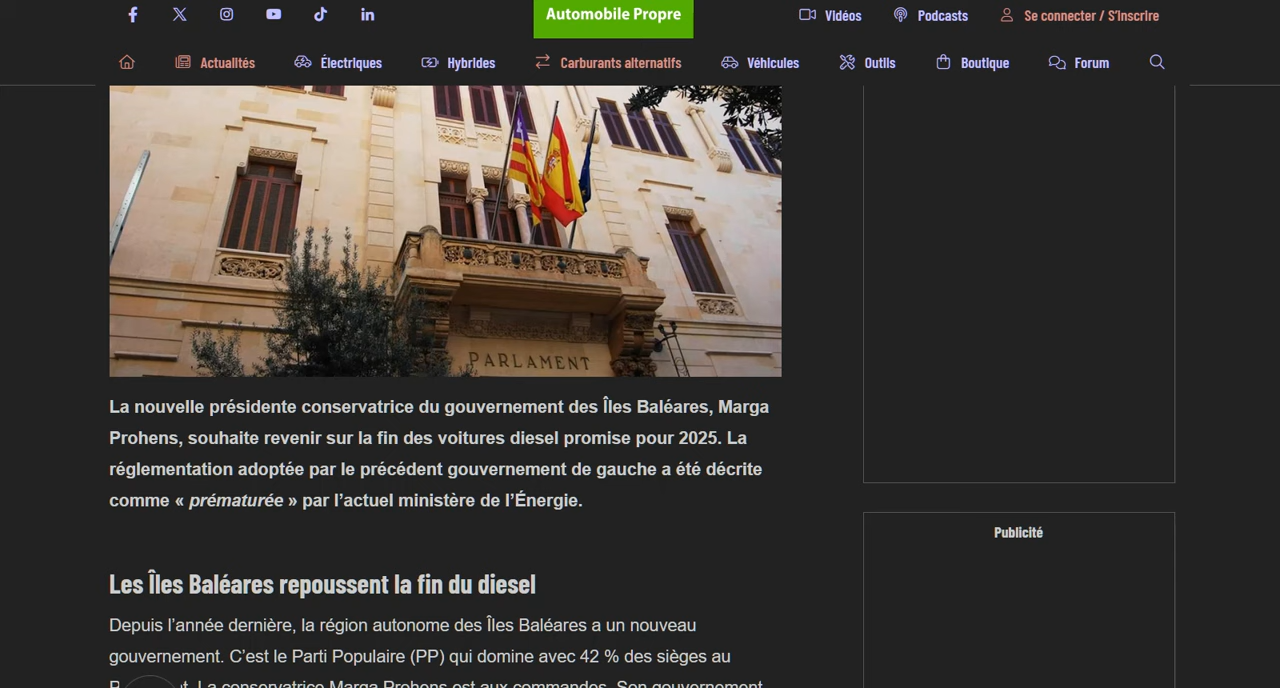 Automobile Propre
Vidéos
Podcasts
Se connecter / S'inscrire
Actualités
Électriques
Hybrides
Carburants alternatifs
Véhicules
Outils
Boutique
Forum
PARLAMENT
La nouvelle présidente conservatrice du gouvernement des Îles Baléares, Marga
Prohens, souhaite revenir sur la fin des voitures diesel promise pour 2025. La
réglementation adoptée par le précédent gouvernement de gauche a été décrite
comme « prématurée » par l’actuel ministère de l’Énergie.
Publicité
Les Îles Baléares repoussent la fin du diesel
Depuis l’année dernière, la région autonome des Îles Baléares a un nouveau
gouvernement. C’est le Parti Populaire (PP) qui domine avec 42 % des sièges au
La conservatrice Marga Prohens est aux commandes. Son gouvernement